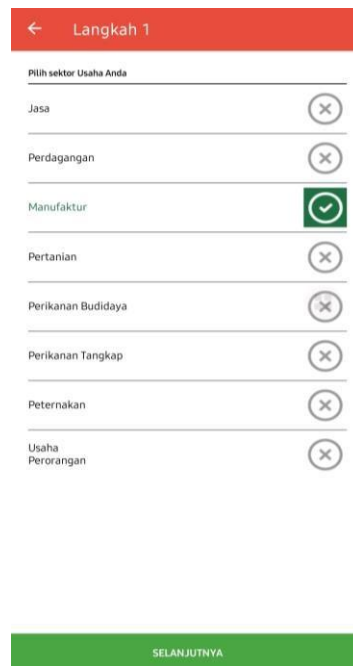 Langkah 1
Pilih sektor Usaha Anda
Jasa
Perdagangan
Manufaktur
Pertanian
Perikanan Budidaya
Perikanan Tangkap
Peternakan
Usaha
Perorangan
SELANJUTNYA